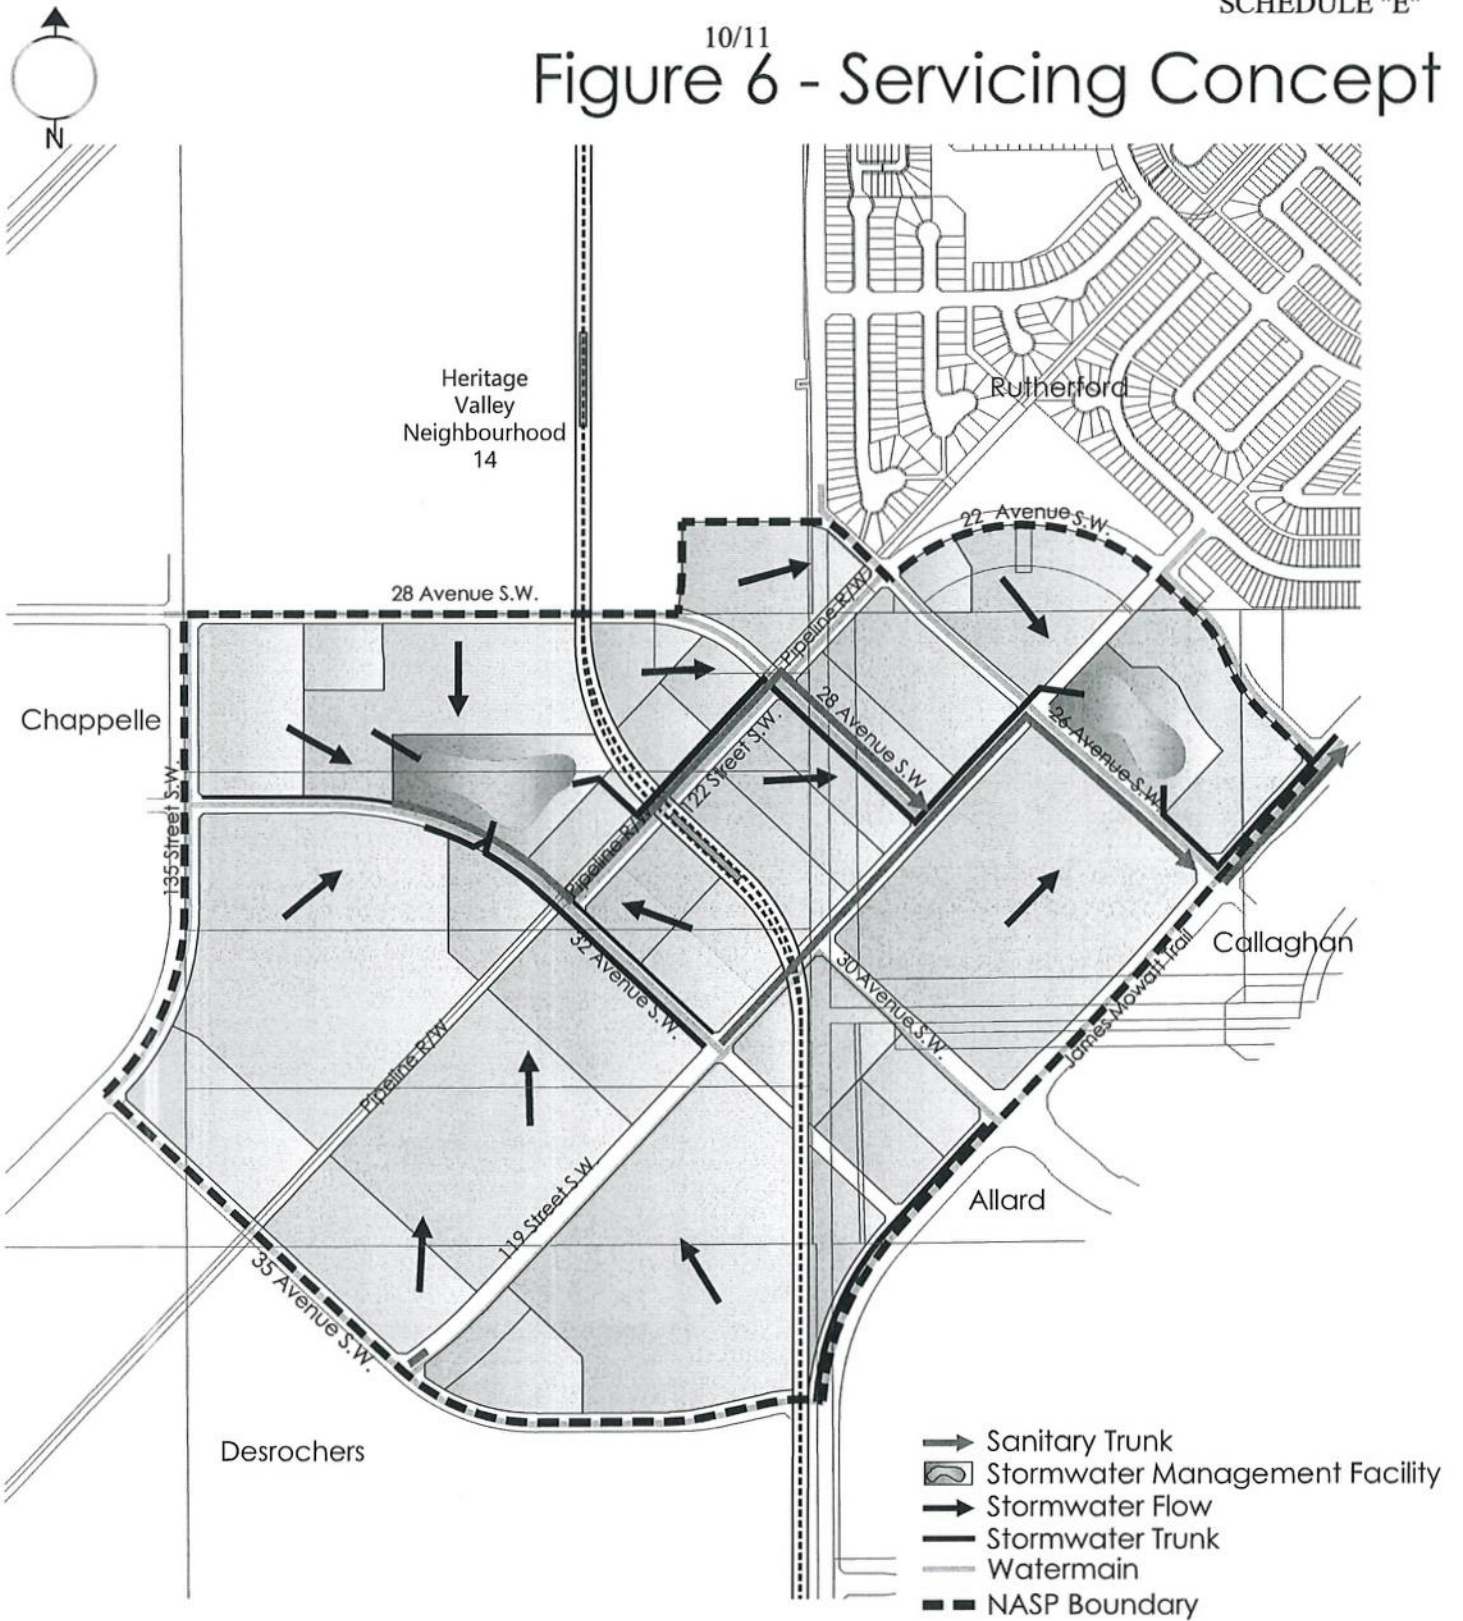 SCHEDULE "E"
10/11
Figure 6 - Servicing Concept
N
Heritage
Valley
Neighbourhood
14
Rutherford
22 Avenue S.W.
28 Avenue S.W.
Pipeline R/W
Chappelle
28 Avenue S.W.
122 Street S.W.
26 Avenue S.W.
135 Street S.W.
Pipeline R/W
32 Avenue S.W.
30 Avenue S.W.
Callaghan
James Mowatt Trail
Pipeline R/W
119 Street S.W.
Allard
35 Avenue S.W.
Desrochers
Sanitary Trunk
Stormwater Management Facility
Stormwater Flow
Stormwater Trunk
Watermain
NASP Boundary